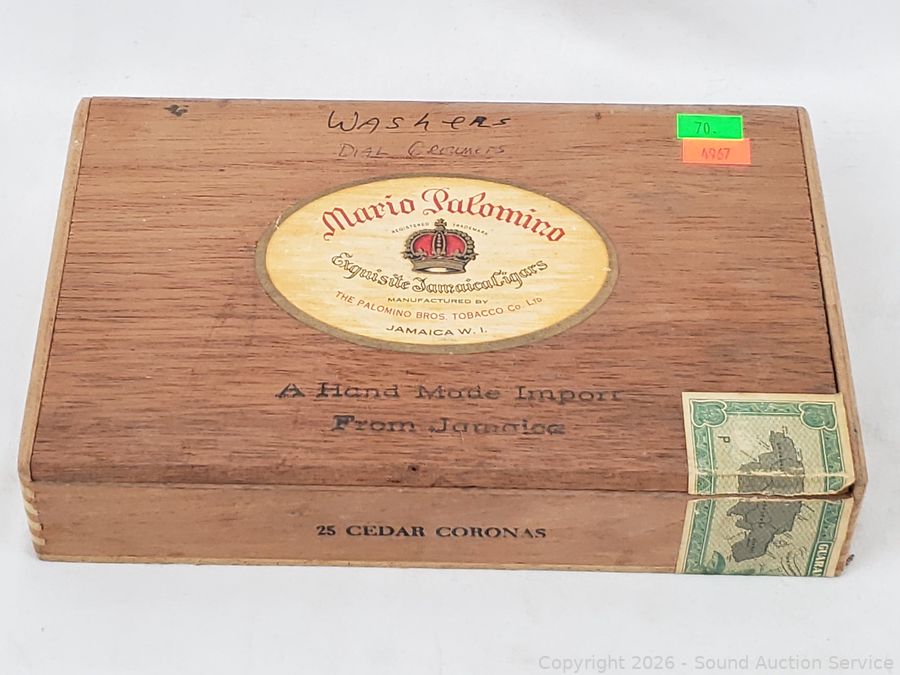 Washers
Dial
70.
4967
Mario Palomino
REGISTERED TRADEMARK
Exquisite Jamaica Cigars
MANUFACTURED BY
THE PALOMINO BROS. TOBACCO Co. LTD
JAMAICA W. I.
A Hand Made Import
From Jamaica
P
25 CEDAR CORONAS
Copyright 2026 - Sound Auction Service